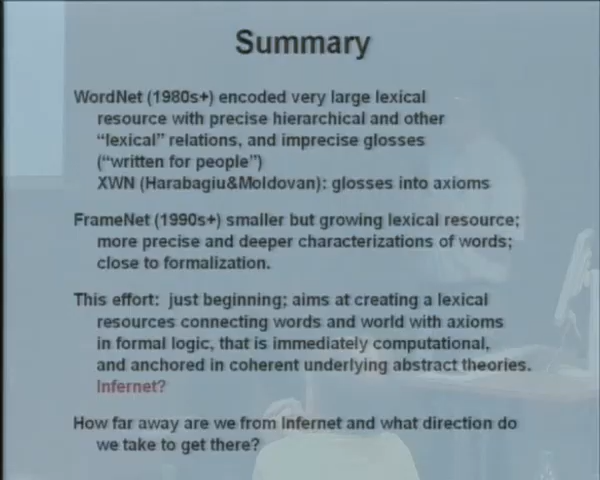 Summary
WordNet (1980s+) encoded very large lexical
resource with precise hierarchical and other
“lexical” relations, and imprecise glosses
(“written for people”)
XWN (Harabagiu&Moldovan): glosses into axioms
FrameNet (1990s+) smaller but growing lexical resource;
more precise and deeper characterizations of words;
close to formalization.
This effort: just beginning; aims at creating a lexical
resources connecting words and world with axioms
in formal logic, that is immediately computational,
and anchored in coherent underlying abstract theories.
Infernet?
How far away are we from Infernet and what direction do
we take to get there?